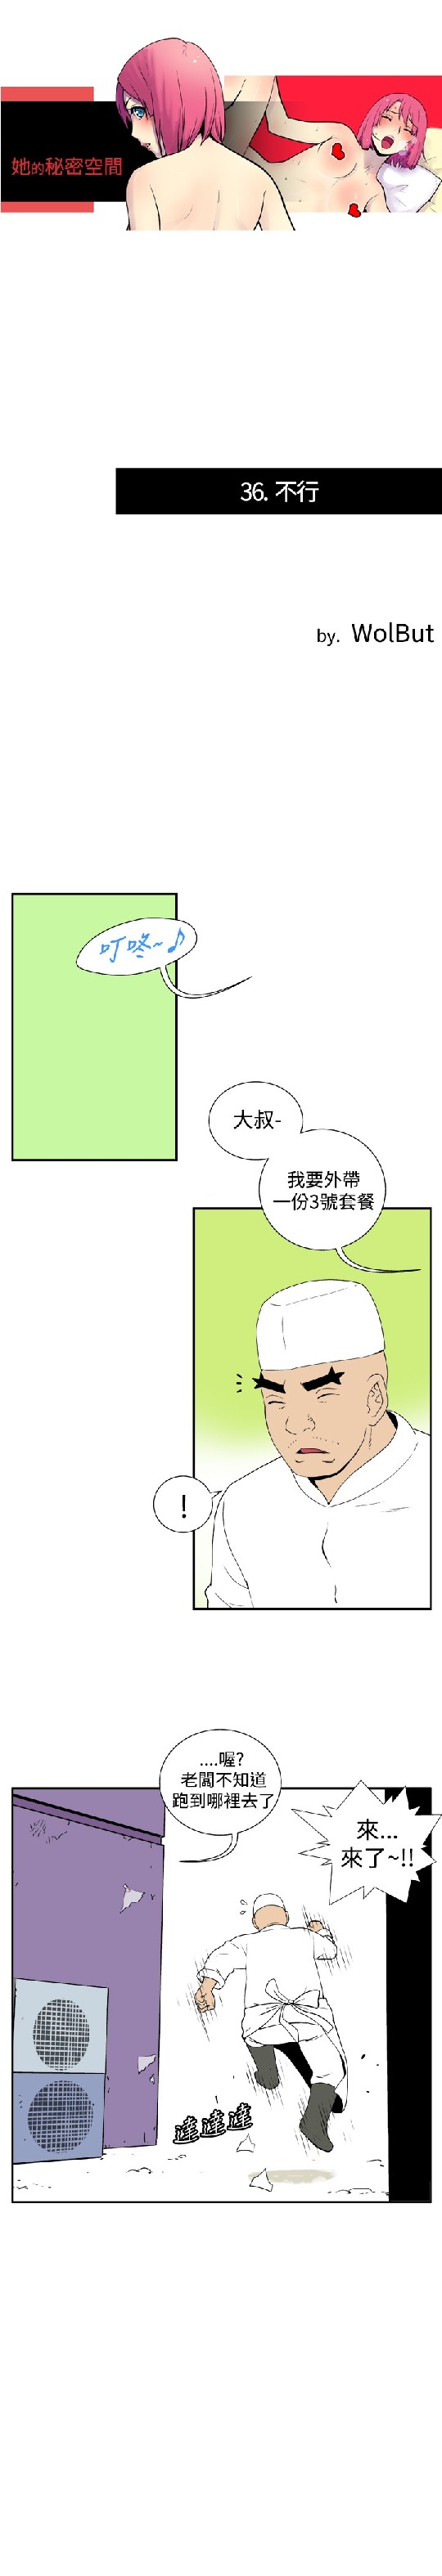 她的秘密空間
36. 不行
by. WolBut
叮咚~♪
大叔-
我要外帶
一份3號套餐
!
....喔?
老闆不知道
跑到哪裡去了
來...
來了~!!
達達達